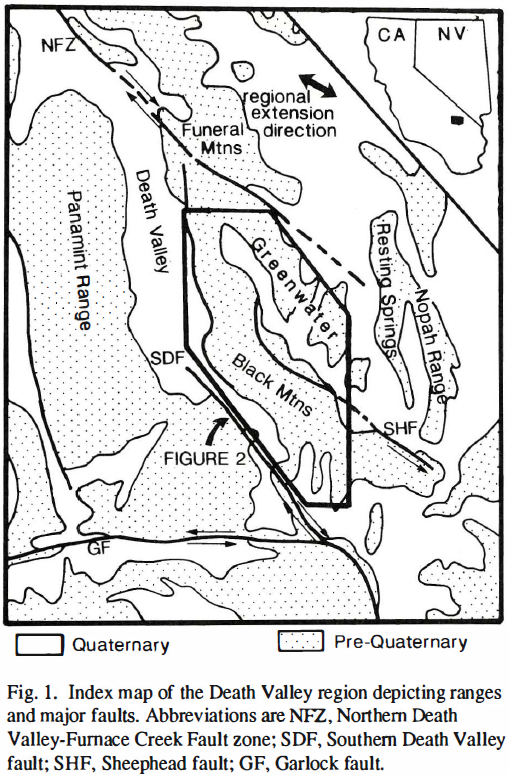 NFZ
CA
NV
regional
extension
direction
Funeral
Mtns
Death Valley
Panamint Range
Greenwater
Resting Springs
Nopah Range
SDF
Black Mtns
SHF
FIGURE 2
GF
Quaternary
Pre-Quaternary
Fig. 1. Index map of the Death Valley region depicting ranges
and major faults. Abbreviations are NFZ, Northern Death
Valley-Furnace Creek Fault zone; SDF, Southern Death Valley
fault; SHF, Sheephead fault; GF, Garlock fault.